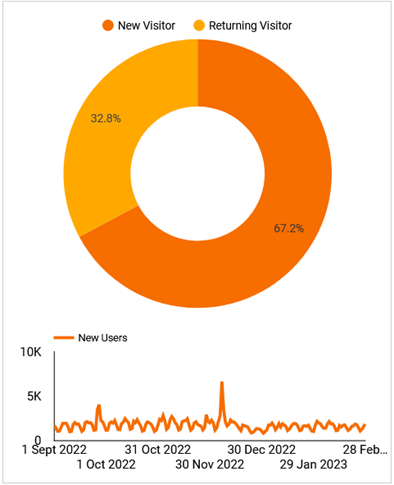 New Visitor Returning Visitor
32.8%
67.2%
New Users
10K
5K
0
1 Sept 2022 31 Oct 2022 30 Dec 2022 28 Feb...
1 Oct 2022 30 Nov 2022 29 Jan 2023